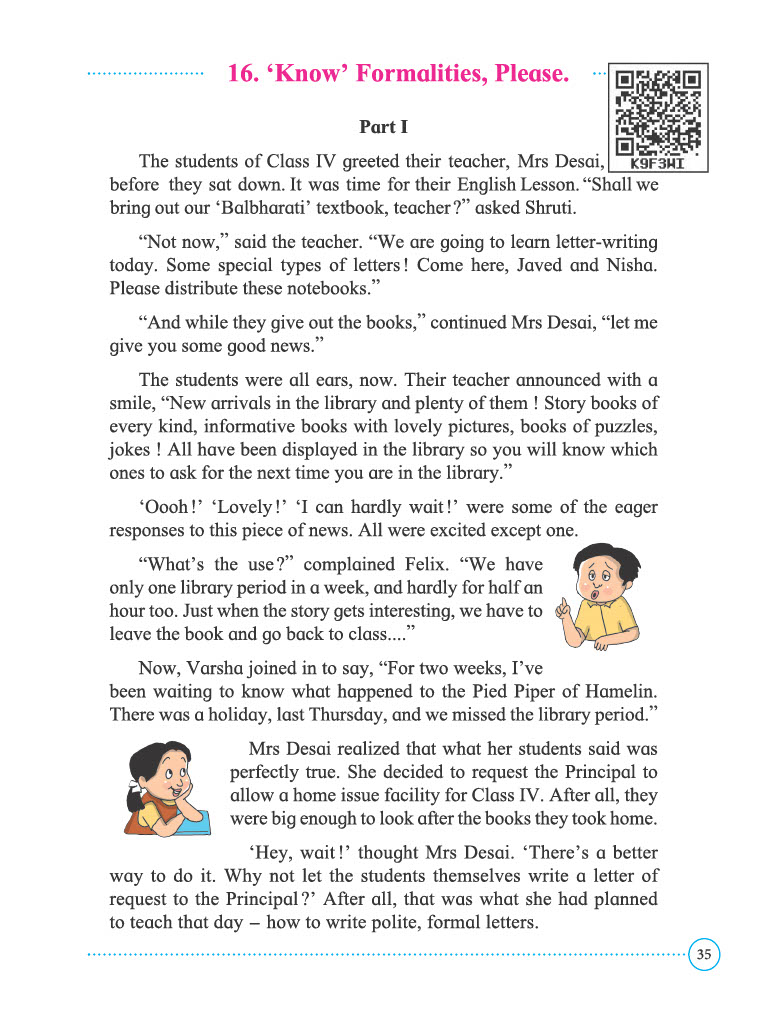 16. ‘Know’ Formalities, Please.
K9F3WI
Part I
The students of Class IV greeted their teacher, Mrs Desai,
before they sat down. It was time for their English Lesson. “Shall we
bring out our ‘Balbharati’ textbook, teacher?” asked Shruti.
“Not now,” said the teacher. “We are going to learn letter-writing
today. Some special types of letters! Come here, Javed and Nisha.
Please distribute these notebooks.”
“And while they give out the books,” continued Mrs Desai, “let me
give you some good news.”
The students were all ears, now. Their teacher announced with a
smile, “New arrivals in the library and plenty of them ! Story books of
every kind, informative books with lovely pictures, books of puzzles,
jokes ! All have been displayed in the library so you will know which
ones to ask for the next time you are in the library.”
‘Oooh!’ ‘Lovely!’ ‘I can hardly wait!’ were some of the eager
responses to this piece of news. All were excited except one.
“What’s the use?” complained Felix. “We have
only one library period in a week, and hardly for half an
hour too. Just when the story gets interesting, we have to
leave the book and go back to class....”
Now, Varsha joined in to say, “For two weeks, I’ve
been waiting to know what happened to the Pied Piper of Hamelin.
There was a holiday, last Thursday, and we missed the library period.”
Mrs Desai realized that what her students said was
perfectly true. She decided to request the Principal to
allow a home issue facility for Class IV. After all, they
were big enough to look after the books they took home.
‘Hey, wait!’ thought Mrs Desai. ‘There’s a better
way to do it. Why not let the students themselves write a letter of
request to the Principal?’ After all, that was what she had planned
to teach that day – how to write polite, formal letters.
35